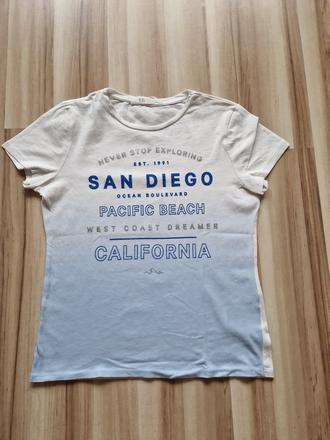 NEVER STOP EXPLORING
EST. 1991
SAN DIEGO
OCEAN BOULEVARD
PACIFIC BEACH
WEST COAST DREAMER
CALIFORNIA